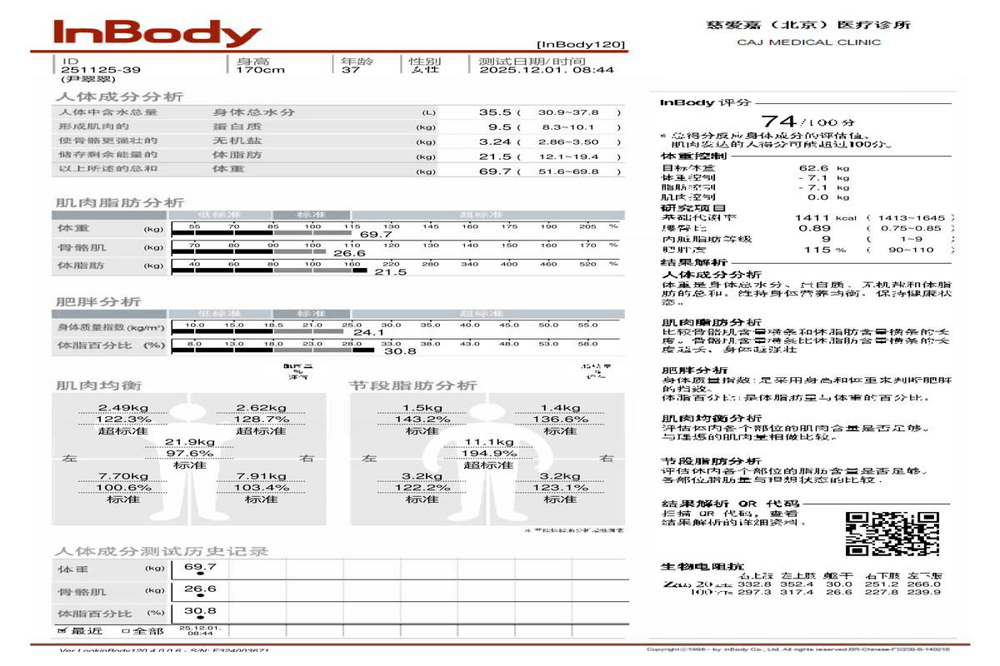 InBody
[InBody120]
慈爱嘉（北京）医疗诊所
CAJ MEDICAL CLINIC
ID 身高 年龄 性别 测试日期/时间
251125-39 170cm 37 女性 2025.12.01. 08:44
(尹翠翠)
人体成分分析
人体中含水总量 身体总水分 (L) 35.5 ( 30.9~37.8 )
形成肌肉的 蛋白质 (kg) 9.5 ( 8.3~10.1 )
使骨骼更强壮的 无机盐 (kg) 3.24 ( 2.86~3.50 )
储存剩余能量的 体脂肪 (kg) 21.5 ( 12.1~19.4 )
以上所述的总和 体重 (kg) 69.7 ( 51.6~69.8 )
肌肉脂肪分析
低标准 标准 超标准
体重 (kg) 55 70 85 100 115 130 145 160 175 190 205 %
69.7
骨骼肌 (kg) 70 80 90 100 110 120 130 140 150 160 170 %
26.6
体脂肪 (kg) 40 60 80 100 160 220 280 340 400 460 520 %
21.5
肥胖分析
低标准 标准 超标准
身体质量指数 (kg/m²) 10.0 15.0 18.5 21.0 25.0 30.0 35.0 40.0 45.0 50.0 55.0
24.1
体脂百分比 (%) 8.0 13.0 18.0 23.0 28.0 33.0 38.0 43.0 48.0 53.0 58.0
30.8
肌肉均衡
2.49kg 2.62kg
122.3% 128.7%
超标准 超标准
21.9kg
97.6%
标准
左 右
7.70kg 7.91kg
100.6% 103.4%
标准 标准
节段脂肪分析
1.5kg 1.4kg
143.2% 136.6%
标准 标准
11.1kg
194.9%
超标准
左 右
3.2kg 3.2kg
122.2% 123.1%
标准 标准
人体成分测试历史记录
体重 (kg) 69.7
骨骼肌 (kg) 26.6
体脂百分比 (%) 30.8
最近 全部 25.12.01.
08:44
Ver.LookinBody120.4.0.0.6 - S/N: F324003671
InBody 评分
74/100 分
* 总得分反应身体成分的评估值。
肌肉发达的人得分可能超过100分。
体重控制
目标体重 62.6 kg
体重控制 - 7.1 kg
脂肪控制 - 7.1 kg
肌肉控制 0.0 kg
研究项目
基础代谢率 1411 kcal ( 1413~1645 )
腰臀比 0.89 ( 0.75~0.85 )
内脏脂肪等级 9 ( 1~9 )
肥胖度 115 % ( 90~110 )
结果解析
人体成分分析
体重是身体总水分、蛋白质、无机盐和体脂
肪的总和。维持身体营养均衡，保持健康状
态。
肌肉脂肪分析
比较骨骼肌含量横条和体脂肪含量横条的长
度。骨骼肌含量横条比体脂肪含量横条的长
度越长，身体越强壮
肥胖分析
身体质量指数:是采用身高和体重来判断肥胖
的指数。
体脂百分比:是体脂肪量与体重的百分比。
肌肉均衡分析
评估体内各个部位的肌肉含量是否足够。
与理想的肌肉量相做比较。
节段脂肪分析
评估体内各个部位的脂肪含量是否足够。
各部位脂肪量与理想状态的比较.
结果解析 QR 代码
扫描 QR 代码，查看
结果解析的详细资料。
生物电阻抗
右上肢 左上肢 躯干 右下肢 左下肢
20 332.8 352.4 30.0 251.2 266.0
100 297.3 317.4 26.6 227.8 239.9
Copyright ⓒ1996~ by InBody Co., Ltd. All rights reserved.